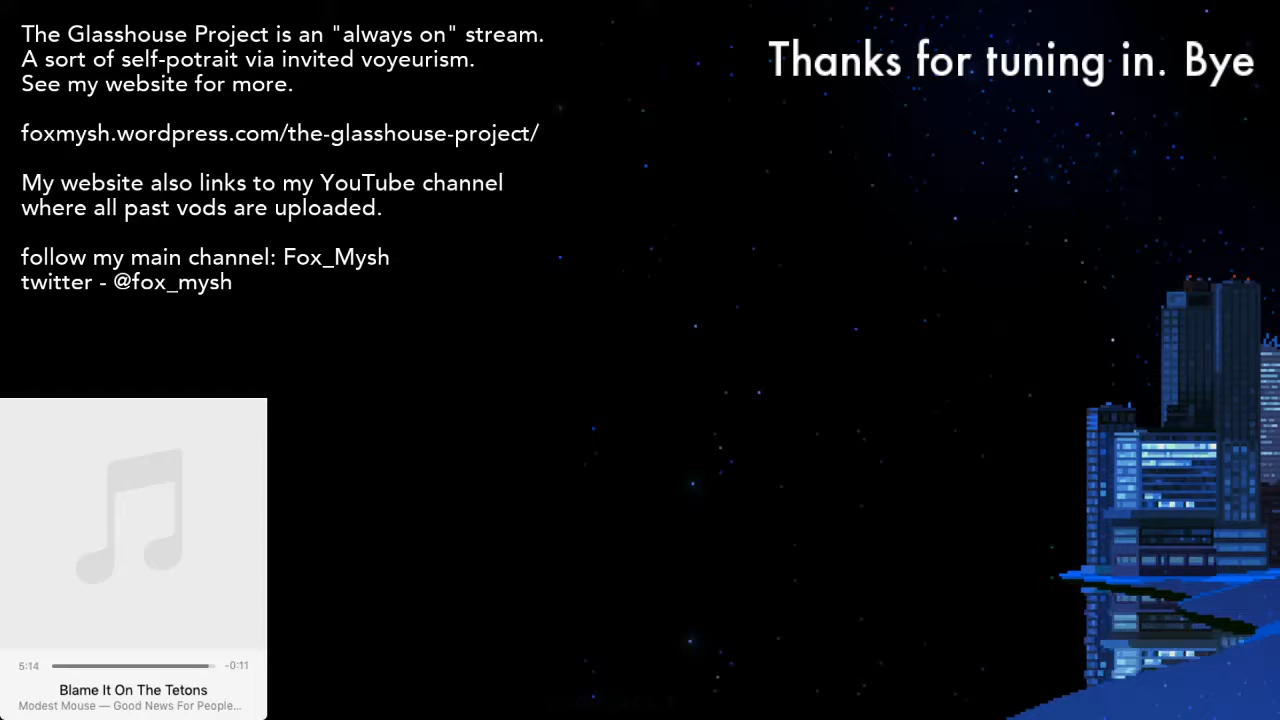 The Glasshouse Project is an "always on" stream.
A sort of self-potrait via invited voyeurism.
See my website for more.
foxmysh.wordpress.com/the-glasshouse-project/
My website also links to my YouTube channel
where all past vods are uploaded.
follow my main channel: Fox_Mysh
twitter - @fox_mysh
Thanks for tuning in. Bye
5:14 -0:11
Blame It On The Tetons
Modest Mouse — Good News For People...